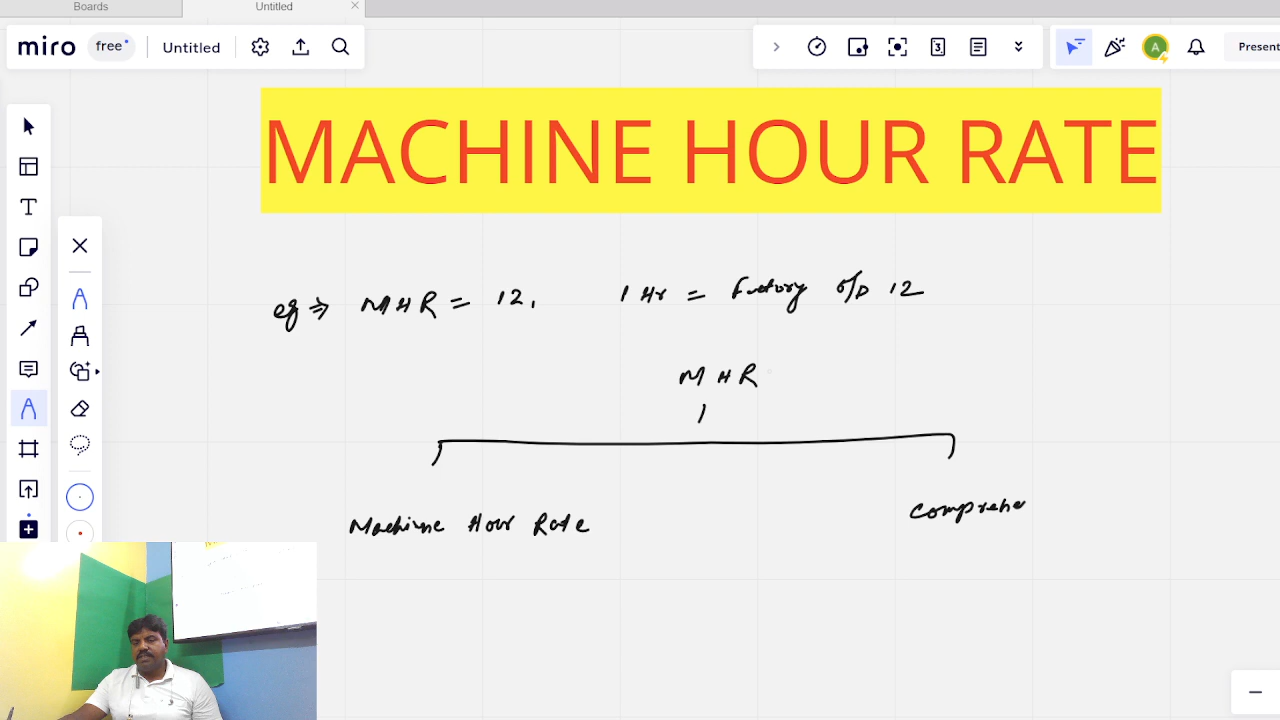 Boards Untitled
miro free Untitled 3 A Present
MACHINE HOUR RATE
eg ⇒ MHR = 12, 1 Hr = Factory o/p 12
MHR
Machine Hour Rate Comprehe